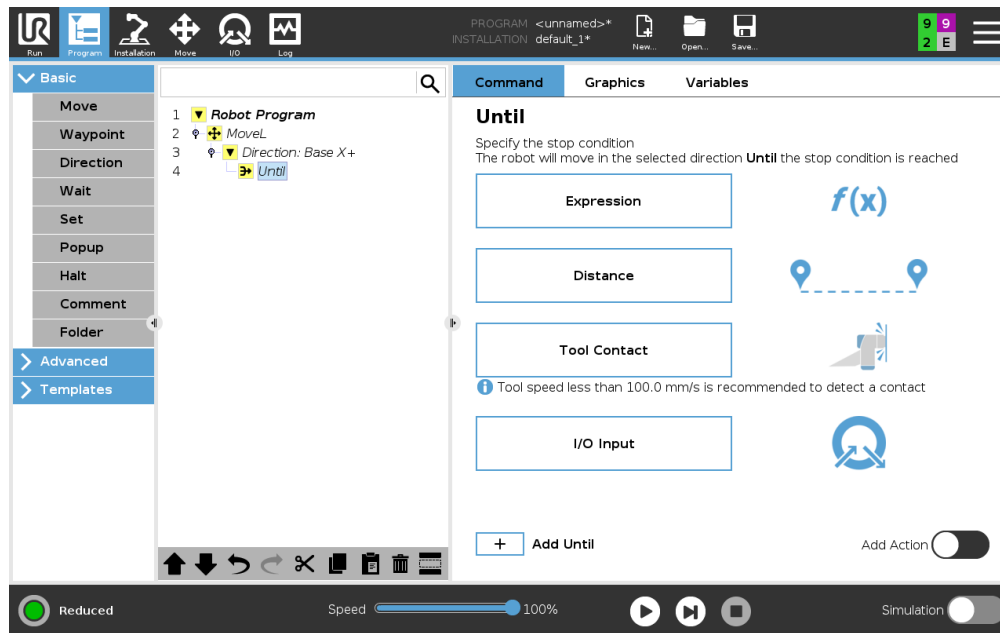 UR
Run
Program
Installation
Move
I/O
Log
PROGRAM <unnamed>*
INSTALLATION default_1*
New...
Open...
Save...
9 9
2 E
Basic
Move
Waypoint
Direction
Wait
Set
Popup
Halt
Comment
Folder
Advanced
Templates
1 Robot Program
2 MoveL
3 Direction: Base X+
4 Until
Command Graphics Variables
Until
Specify the stop condition
The robot will move in the selected direction Until the stop condition is reached
Expression
f(x)
Distance
Tool Contact
Tool speed less than 100.0 mm/s is recommended to detect a contact
I/O Input
+ Add Until
Add Action
Reduced
Speed 100%
Simulation